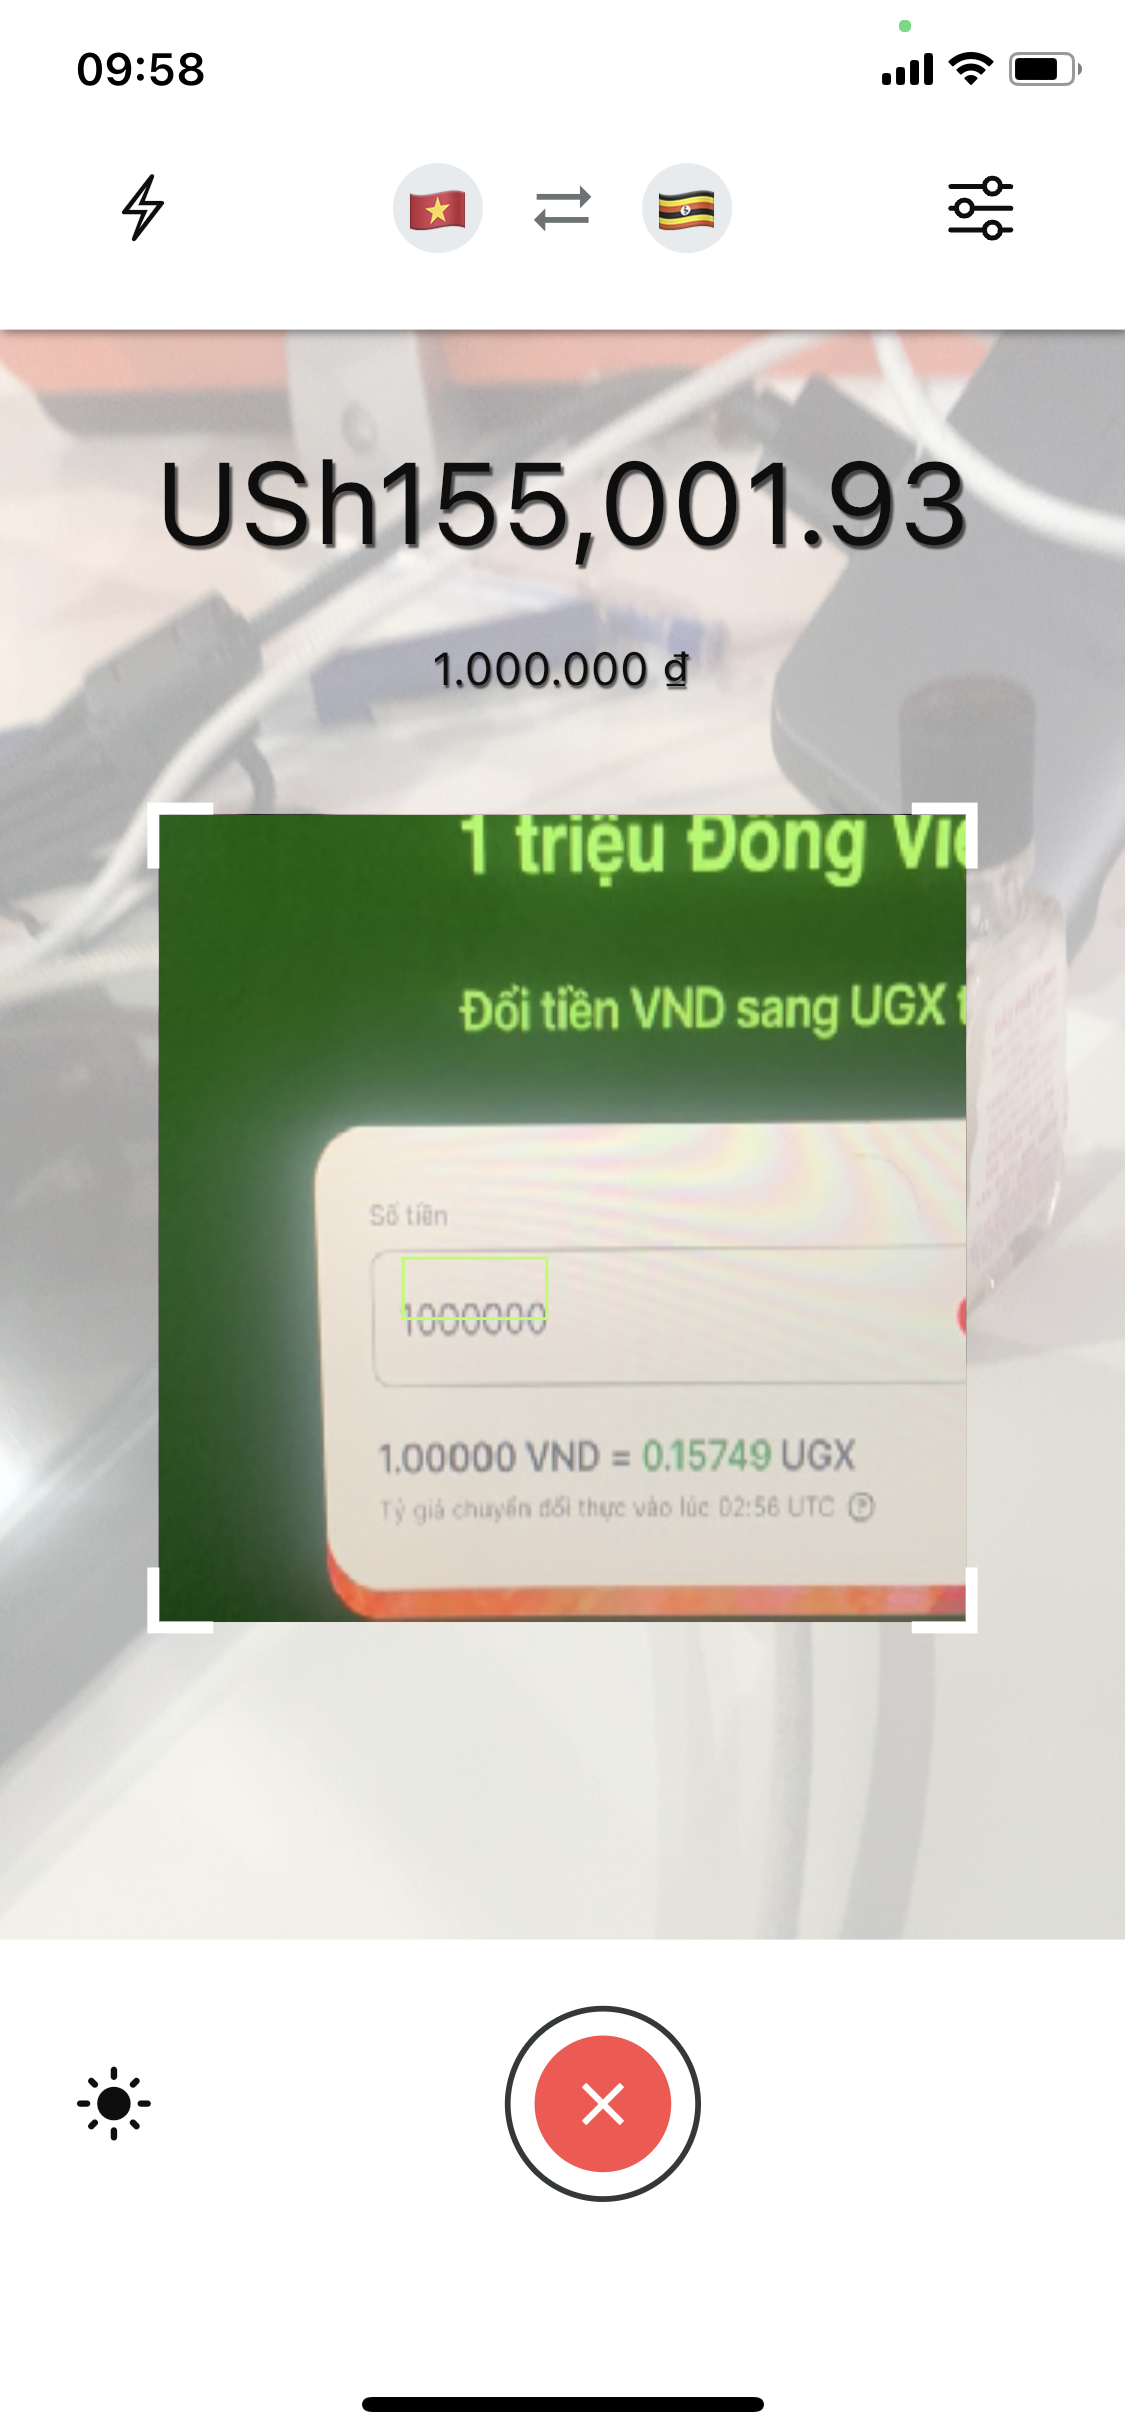 09:58
USh155,001.93
1.000.000 ₫
1 triệu Đồng
Đổi tiền VND sang UGX
Số tiền
1000000
1.00000 VND = 0.15749 UGX
Tỷ giá chuyển đổi thực vào lúc 02:56 UTC